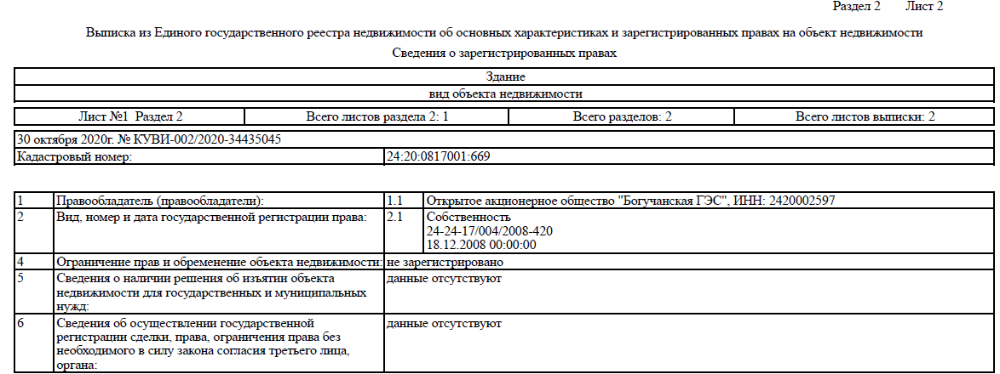 Раздел 2 Лист 2
Выписка из Единого государственного реестра недвижимости об основных характеристиках и зарегистрированных правах на объект недвижимости
Сведения о зарегистрированных правах
Здание
вид объекта недвижимости
Лист №1 Раздел 2 Всего листов раздела 2: 1 Всего разделов: 2 Всего листов выписки: 2
30 октября 2020г. № КУВИ-002/2020-34435045
Кадастровый номер: 24:20:0817001:669
1 Правообладатель (правообладатели): 1.1 Открытое акционерное общество "Богучанская ГЭС", ИНН: 2420002597
2 Вид, номер и дата государственной регистрации права: 2.1 Собственность
24-24-17/004/2008-420
18.12.2008 00:00:00
4 Ограничение прав и обременение объекта недвижимости: не зарегистрировано
5 Сведения о наличии решения об изъятии объекта данные отсутствуют
недвижимости для государственных и муниципальных
нужд:
6 Сведения об осуществлении государственной данные отсутствуют
регистрации сделки, права, ограничения права без
необходимого в силу закона согласия третьего лица,
органа: